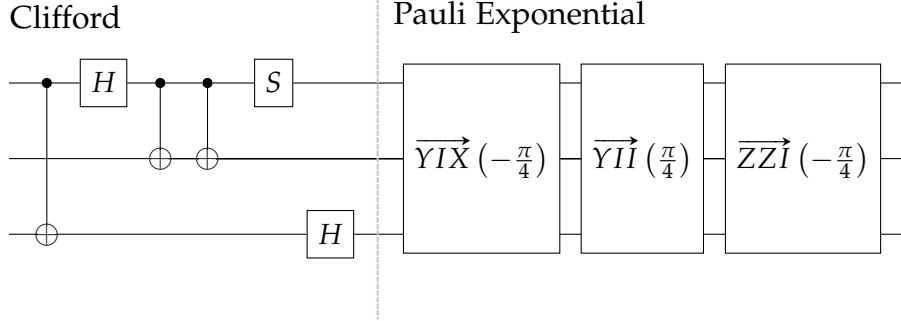 Clifford Pauli Exponential
H S
YIX (−π/4) YII (π/4) ZZI (−π/4)
H